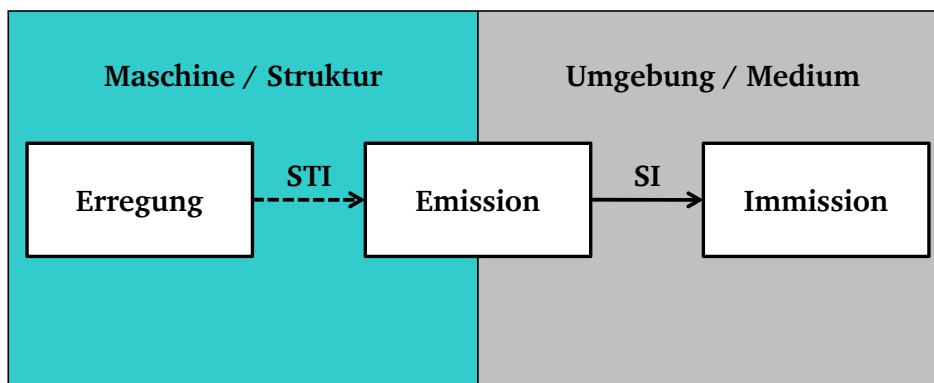 Maschine / Struktur
Umgebung / Medium
Erregung
STI
Emission
SI
Immission